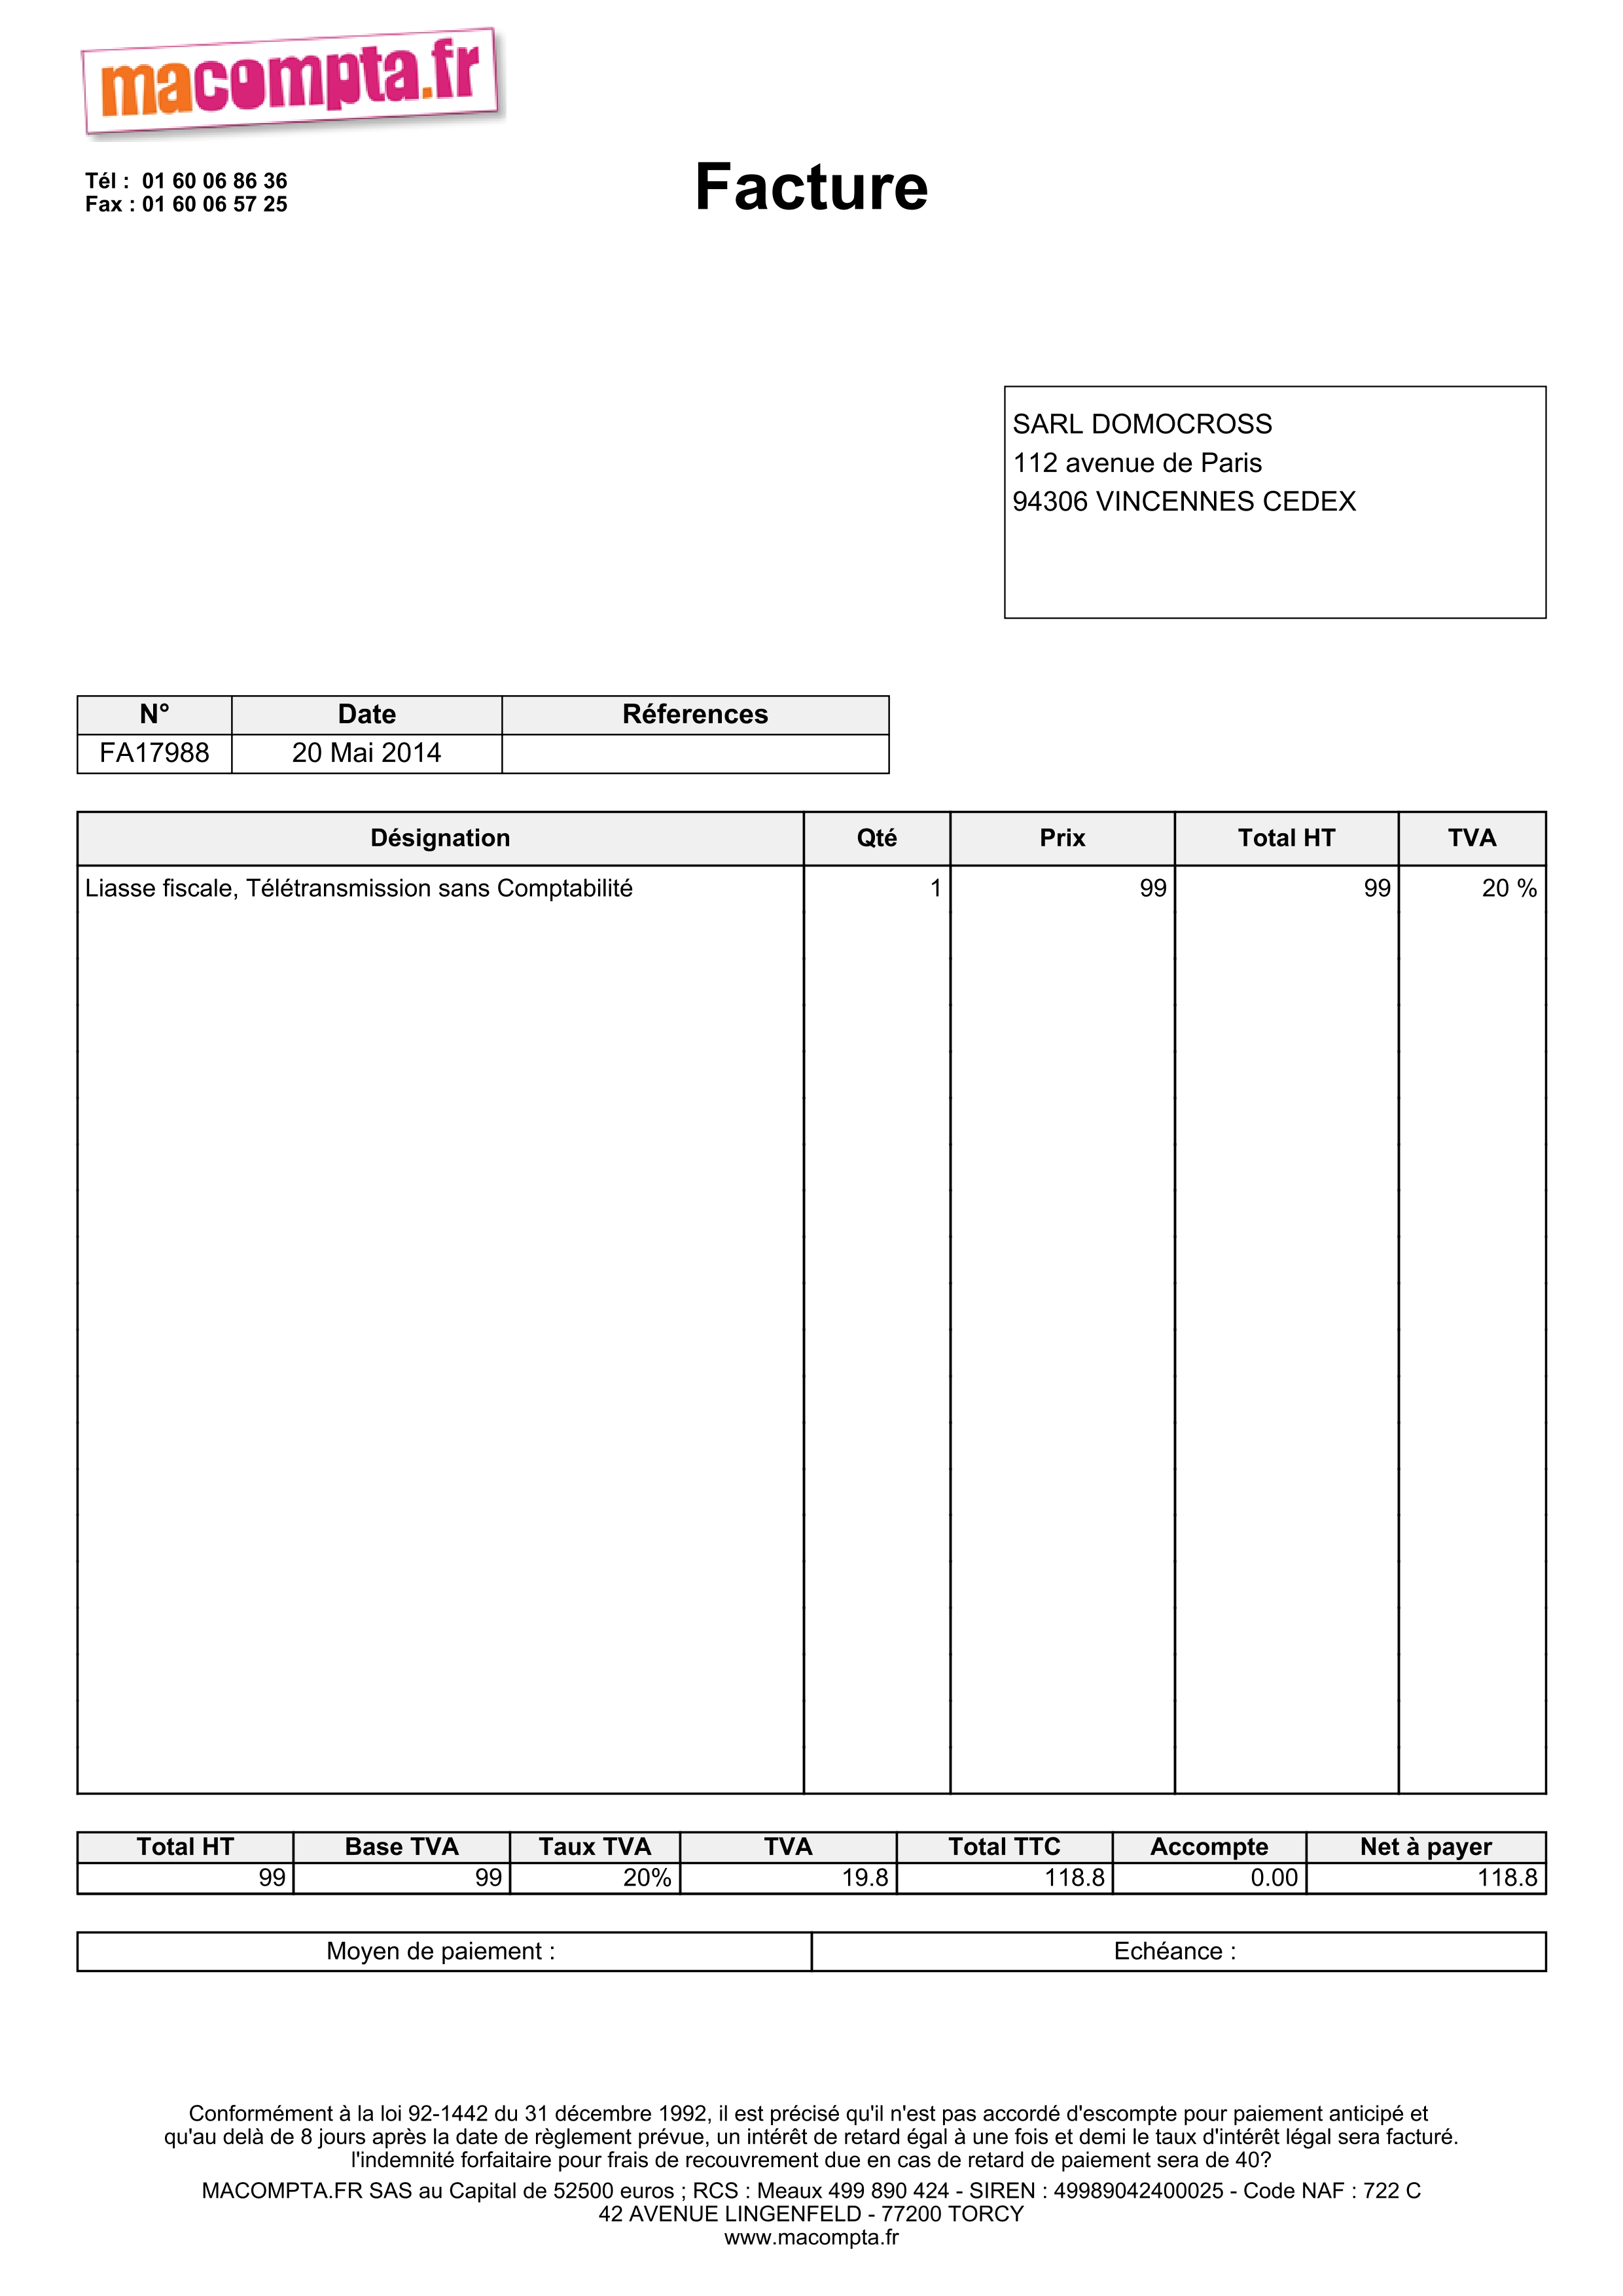 macompta.fr
Tél : 01 60 06 86 36
Fax : 01 60 06 57 25
Facture
SARL DOMOCROSS
112 avenue de Paris
94306 VINCENNES CEDEX
N° Date Réferences
FA17988 20 Mai 2014
Désignation Qté Prix Total HT TVA
Liasse fiscale, Télétransmission sans Comptabilité 1 99 99 20 %
Total HT Base TVA Taux TVA TVA Total TTC Accompte Net à payer
99 99 20% 19.8 118.8 0.00 118.8
Moyen de paiement : Echéance :
Conformément à la loi 92-1442 du 31 décembre 1992, il est précisé qu'il n'est pas accordé d'escompte pour paiement anticipé et
qu'au delà de 8 jours après la date de règlement prévue, un intérêt de retard égal à une fois et demi le taux d'intérêt légal sera facturé.
l'indemnité forfaitaire pour frais de recouvrement due en cas de retard de paiement sera de 40?
MACOMPTA.FR SAS au Capital de 52500 euros ; RCS : Meaux 499 890 424 - SIREN : 49989042400025 - Code NAF : 722 C
42 AVENUE LINGENFELD - 77200 TORCY
www.macompta.fr